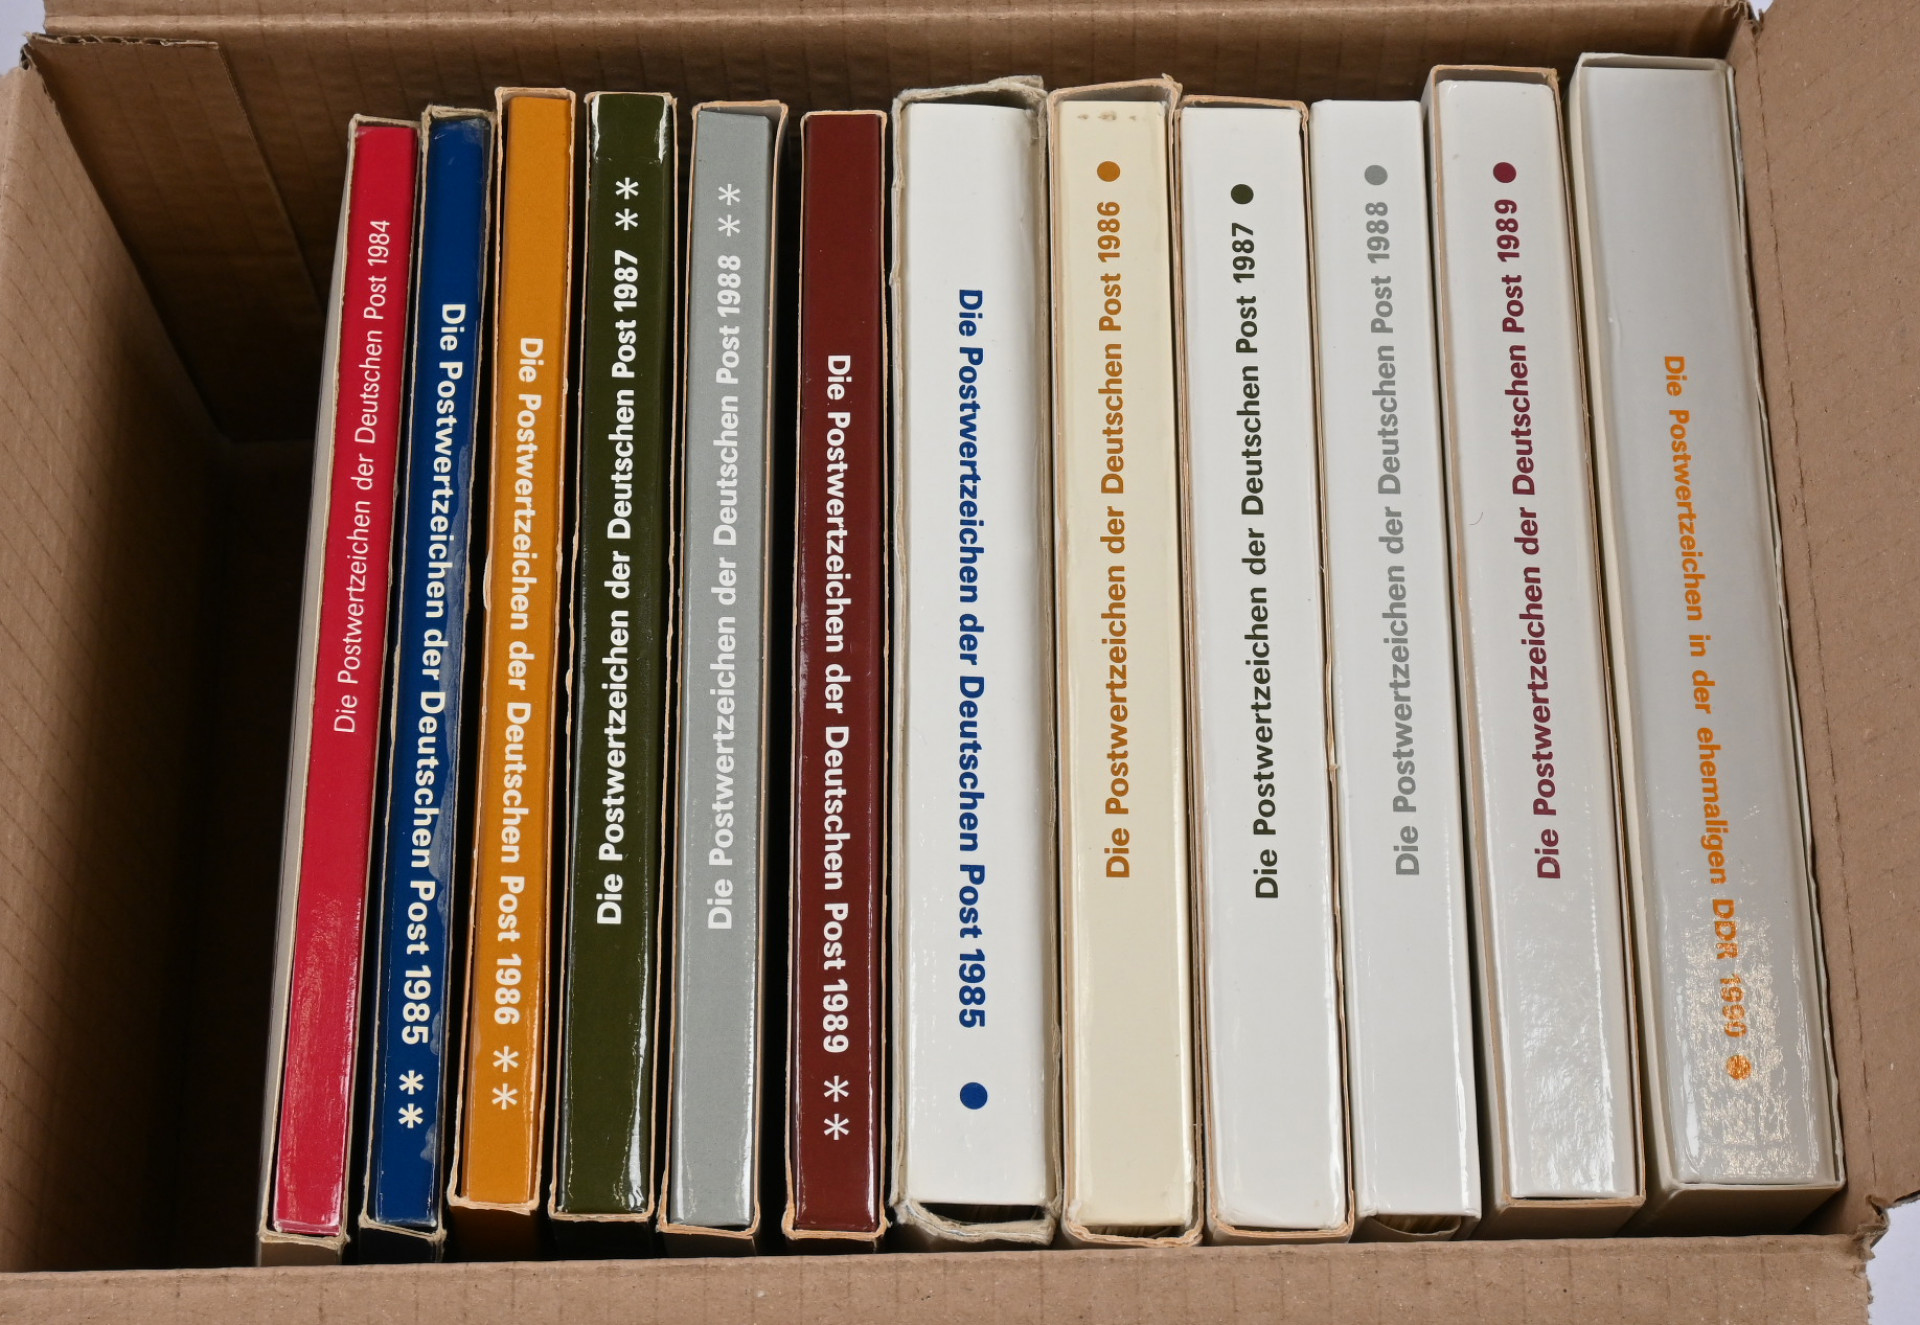 Die Postwertzeichen der Deutschen Post 1984
Die Postwertzeichen der Deutschen Post 1985 **
Die Postwertzeichen der Deutschen Post 1986 **
Die Postwertzeichen der Deutschen Post 1987 **
Die Postwertzeichen der Deutschen Post 1988 **
Die Postwertzeichen der Deutschen Post 1989 **
Die Postwertzeichen der Deutschen Post 1985 ●
Die Postwertzeichen der Deutschen Post 1986 ●
Die Postwertzeichen der Deutschen Post 1987 ●
Die Postwertzeichen der Deutschen Post 1988 ●
Die Postwertzeichen der Deutschen Post 1989 ●
Die Postwertzeichen in der ehemaligen DDR 1990 ●